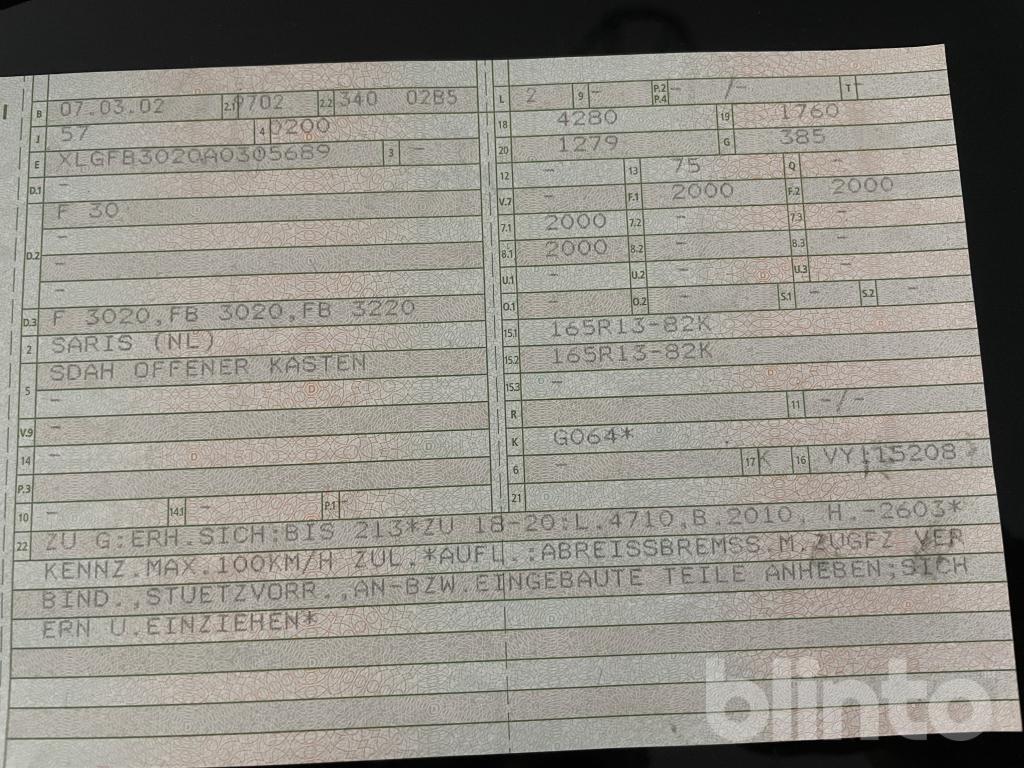 B 07.03.02 2.1 9702 2.2 340 02B5
J 57 4 0200
E XLGFB3020A0305689 3 -
D.1 -
D.2 F 30
-
-
-
D.3 F 3020,FB 3020,FB 3220
2 SARIS (NL)
5 SDAH OFFENER KASTEN
-
V.9 -
14 -
P.3
10 - 14.1 - P.1 -
L 2 9 - P.2 P.4 - /- T -
18 4280 19 1760
20 1279 G 385
12 - 13 75 Q -
V.7 - F.1 2000 F.2 2000
7.1 2000 7.2 - 7.3 -
8.1 2000 8.2 - 8.3 -
U.1 - U.2 - U.3 -
O.1 - O.2 - S.1 - S.2 -
15.1 165R13-82K
15.2 165R13-82K
15.3 -
R 11 -/-
K G064*
6 - 17 K 16 VY115208
21
22 ZU G:ERH.SICH:BIS 213*ZU 18-20:L.4710,B.2010, H.-2603*
KENNZ.MAX.100KM/H ZUL.*AUFL.:ABREISSBREMSS.M.ZUGFZ VER
BIND.,STUETZVORR.,AN-BZW.EINGEBAUTE TEILE ANHEBEN;SICH
ERN U.EINZIEHEN*
blinto